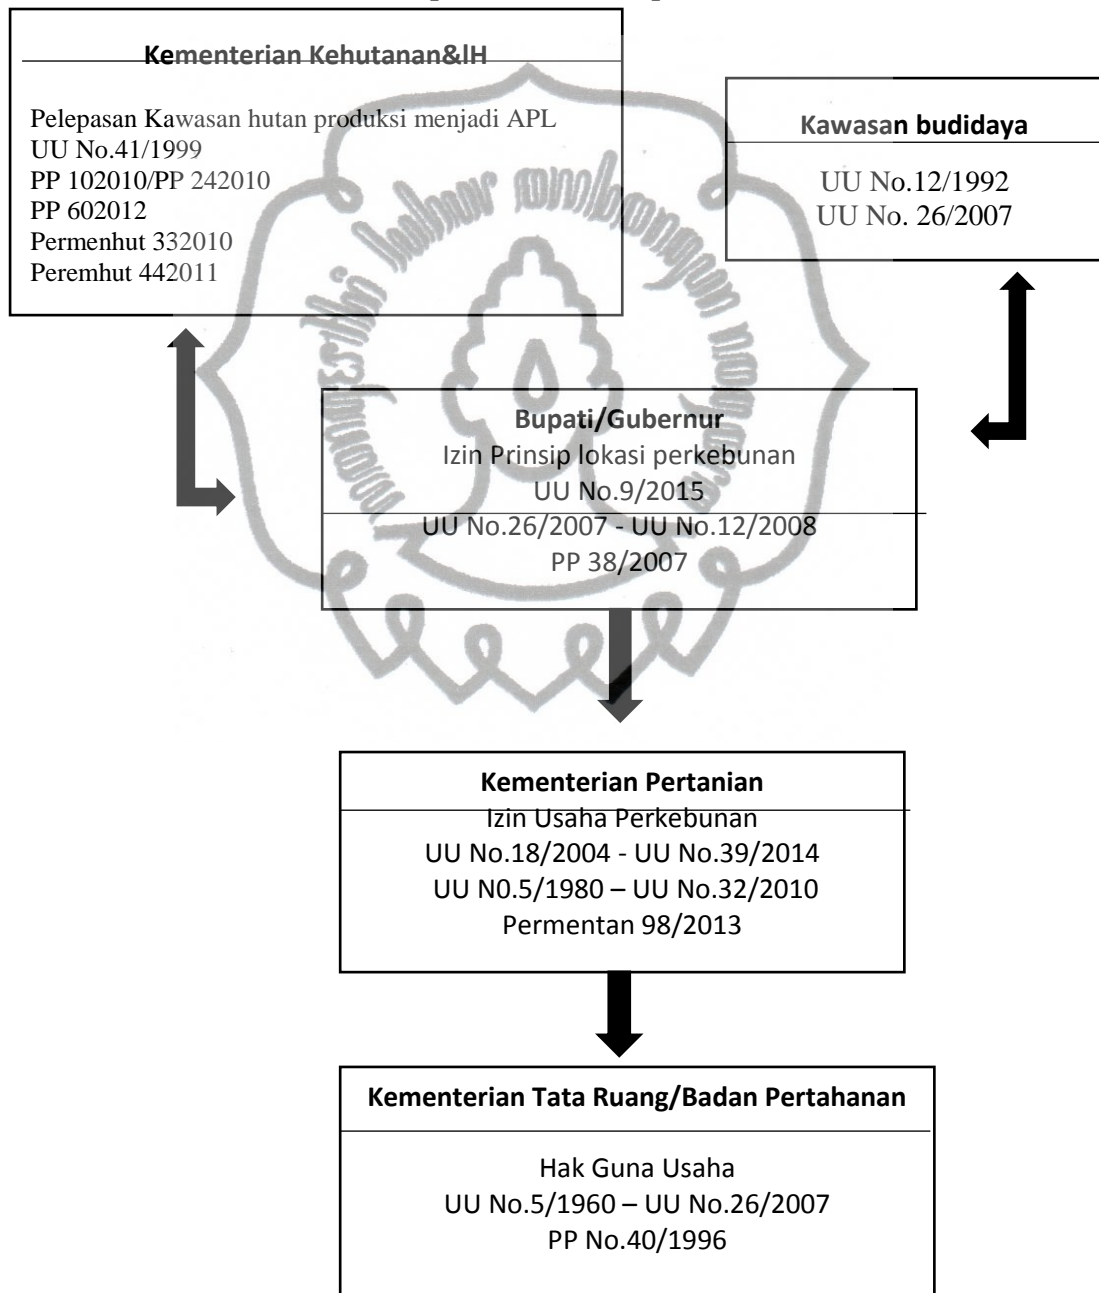 Kementerian Kehutanan&lH
Pelepasan Kawasan hutan produksi menjadi APL
UU No.41/1999
PP 102010/PP 242010
PP 602012
Permenhut 332010
Peremhut 442011
Kawasan budidaya
UU No.12/1992
UU No. 26/2007
Bupati/Gubernur
Izin Prinsip lokasi perkebunan
UU No.9/2015
UU No.26/2007 - UU No.12/2008
PP 38/2007
Kementerian Pertanian
Izin Usaha Perkebunan
UU No.18/2004 - UU No.39/2014
UU N0.5/1980 – UU No.32/2010
Permentan 98/2013
Kementerian Tata Ruang/Badan Pertahanan
Hak Guna Usaha
UU No.5/1960 – UU No.26/2007
PP No.40/1996